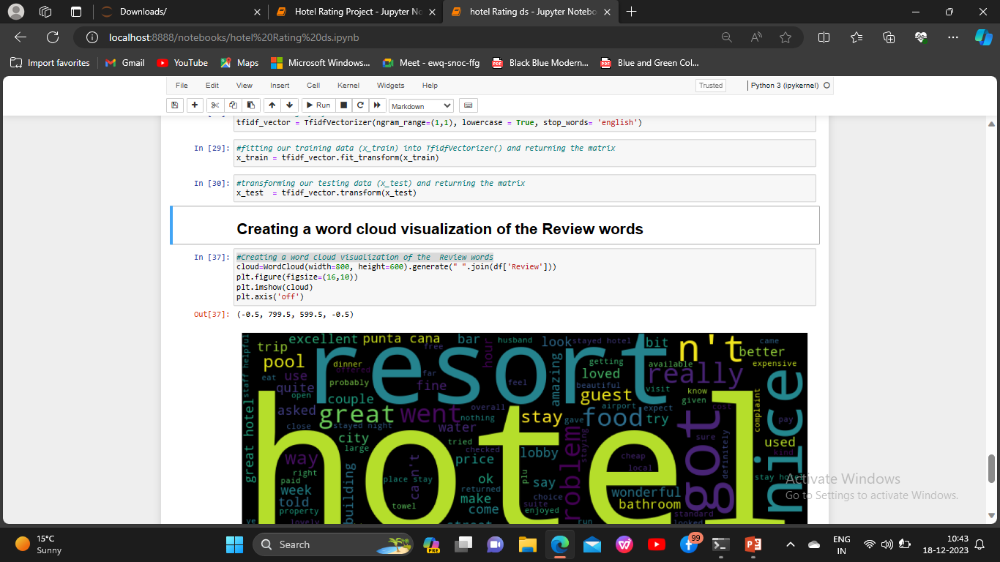 Downloads/
Hotel Rating Project - Jupyter No
hotel Rating ds - Jupyter Notebo
localhost:8888/notebooks/hotel%20Rating%20ds.ipynb
Import favorites
Gmail
YouTube
Maps
Microsoft Windows...
Meet - ewq-snoc-ffg
Black Blue Modern...
Blue and Green Col...
File Edit View Insert Cell Kernel Widgets Help
Trusted
Python 3 (ipykernel)
Run
Markdown
tfidf_vector = TfidfVectorizer(ngram_range=(1,1), lowercase = True, stop_words= 'english')
In [29]: #fitting our training data (x_train) into TfidfVectorizer() and returning the matrix
x_train = tfidf_vector.fit_transform(x_train)
In [30]: #transforming our testing data (x_test) and returning the matrix
x_test  = tfidf_vector.transform(x_test)
Creating a word cloud visualization of the Review words
In [37]: #Creating a word cloud visualization of the  Review words
cloud=WordCloud(width=800, height=600).generate(" ".join(df['Review']))
plt.figure(figsize=(16,10))
plt.imshow(cloud)
plt.axis('off')
Out[37]: (-0.5, 799.5, 599.5, -0.5)
staff helpful
trip
excellent
punta cana
free
bar
hour
husband
look
stayed hotel
bit
n't
came
better
pool
dinner
offered
resort
getting
available
expensive
eat
use
probably
far
feel
amazing
loved
really
nice
quite
open
fine
beautiful
visit
know
couple
guest
given
asked
great
went
overall
nothing
airport
expect
cost
complaint
close
stayed night
water
stay
gave
food
try
got
pay
great hotel
city
large
tried
checked
problem
staying
sure
definitely
used
kind
way
building
can't
price
lobby
cheap
local
right
paid
place stay
ok
plu
say
stay hotel
week
returned
wonderful
told
towel
make
choice
suite
bathroom
property
come
enjoyed
standard
lovely
hotel
street
run
looked
Activate Windows
Go to Settings to activate Windows.
15°C
Sunny
Search
PRE
99
ENG
IN
10:43
18-12-2023